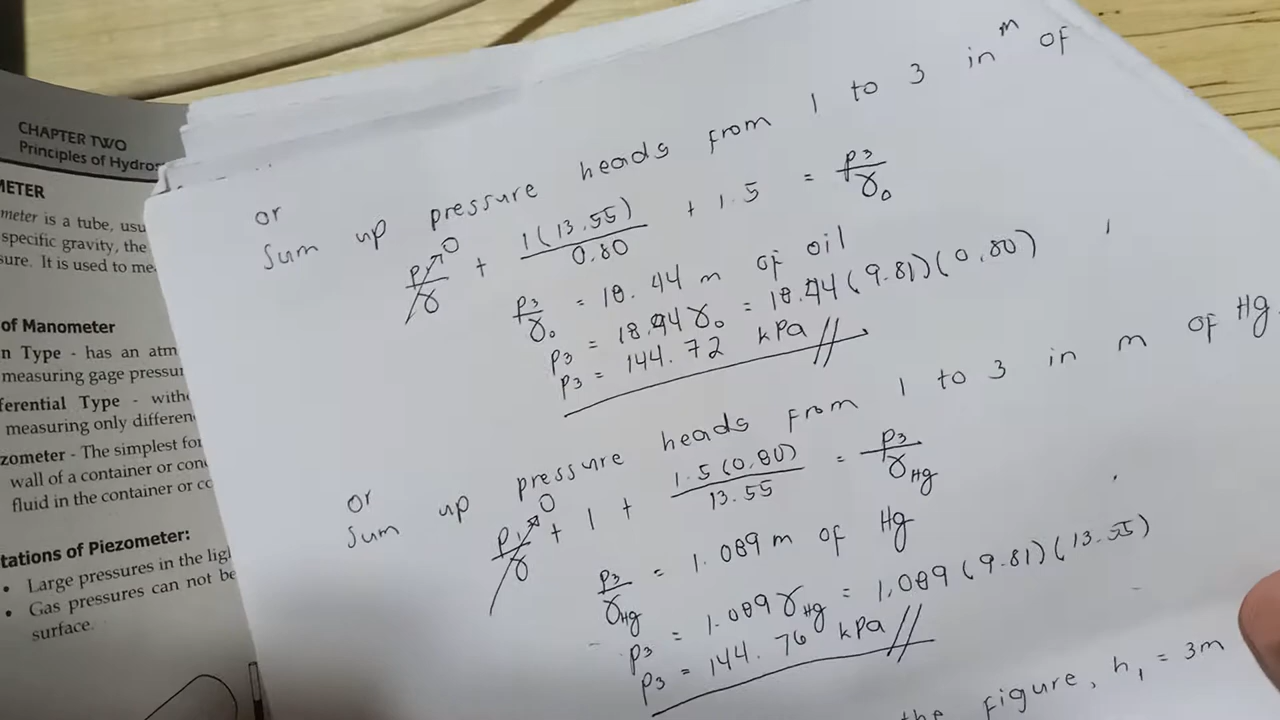 CHAPTER TWO
Principles of Hydros
METER
meter is a tube, usu
specific gravity, the
sure. It is used to me
of Manometer
n Type - has an atm
measuring gage pressur
ferential Type - witho
measuring only differen
zometer - The simplest for
wall of a container or con
fluid in the container or co
tations of Piezometer:
• Large pressures in the ligh
• Gas pressures can not be
surface.
or
Sum up pressure heads from 1 to 3 in m of
p1/γ → 0 + 1(13.55)/0.80 + 1.5 = p3/γo
p3/γo = 18.44 m of oil
p3 = 18.44 γo = 18.44 (9.81)(0.80)
p3 = 144.72 kPa //
or
Sum up pressure heads from 1 to 3 in m of Hg.
p1/γ → 0 + 1 + 1.5(0.80)/13.55 = p3/γHg
p3/γHg = 1.089 m of Hg
p3 = 1.089 γHg = 1.089 (9.81)(13.55)
p3 = 144.76 kPa //
the figure, h1 = 3m